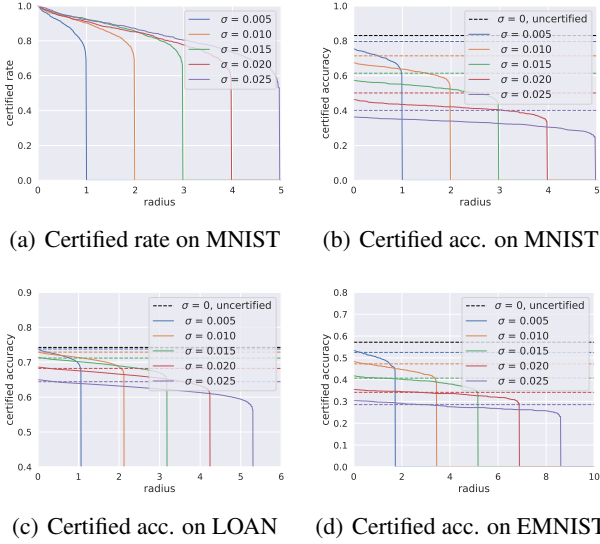 1.0
0.8
0.6
0.4
0.2
0.0
certified rate
σ = 0.005
σ = 0.010
σ = 0.015
σ = 0.020
σ = 0.025
0 1 2 3 4 5
radius
(a) Certified rate on MNIST
1.0
0.8
0.6
0.4
0.2
0.0
certified accuracy
σ = 0, uncertified
σ = 0.005
σ = 0.010
σ = 0.015
σ = 0.020
σ = 0.025
0 1 2 3 4 5
radius
(b) Certified acc. on MNIST
0.9
0.8
0.7
0.6
0.5
0.4
certified accuracy
σ = 0, uncertified
σ = 0.005
σ = 0.010
σ = 0.015
σ = 0.020
σ = 0.025
0 1 2 3 4 5 6
radius
(c) Certified acc. on LOAN
0.8
0.7
0.6
0.5
0.4
0.3
0.2
0.1
0.0
certified accuracy
σ = 0, uncertified
σ = 0.005
σ = 0.010
σ = 0.015
σ = 0.020
σ = 0.025
0 2 4 6 8 10
radius
(d) Certified acc. on EMNIST